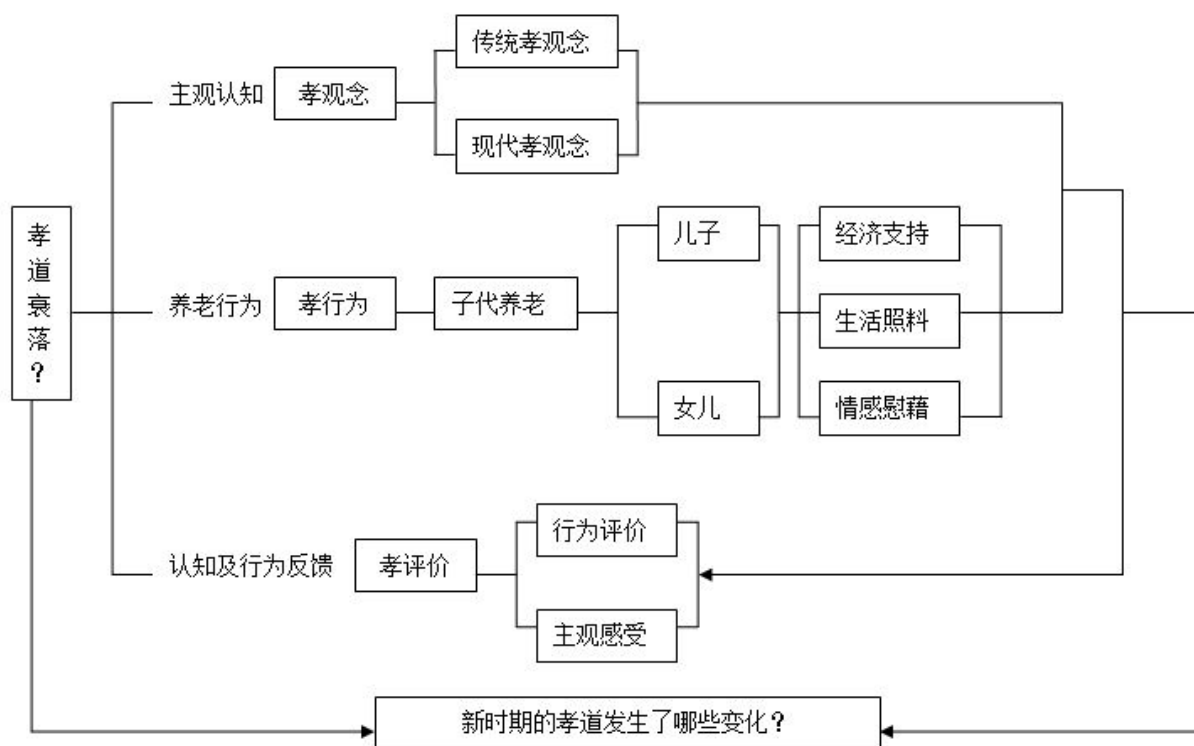 传统孝观念
主观认知
孝观念
现代孝观念
孝道衰落?
儿子
经济支持
养老行为
孝行为
子代养老
生活照料
女儿
情感慰藉
行为评价
认知及行为反馈
孝评价
主观感受
新时期的孝道发生了哪些变化?